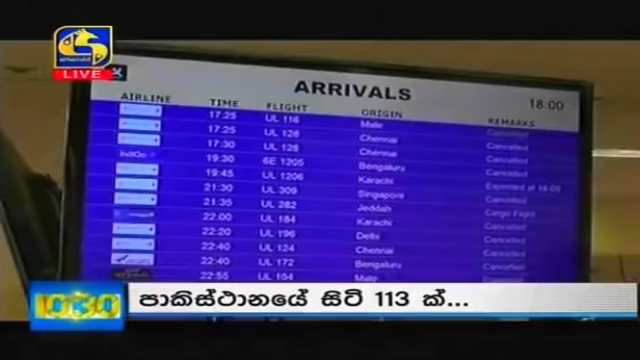 LIVE
ARRIVALS
18:00
AIRLINE TIME FLIGHT ORIGIN REMARKS
17:25 UL 116 Male Cancelled
17:25 UL 128 Chennai Cancelled
17:30 UL 128 Chennai Cancelled
IndiGo 19:30 6E 1205 Bengaluru Cancelled
19:45 UL 1206 Karachi
21:30 UL 309 Singapore Cancelled
21:35 UL 282 Jeddah Cargo Flight
22:00 UL 184 Karachi Cancelled
22:20 UL 196 Delhi Cancelled
22:40 UL 124 Chennai Cancelled
22:40 UL 172 Bengaluru Cancelled
22:55 UL 104 Male
පාකිස්ථානයේ සිටි 113 ක්...